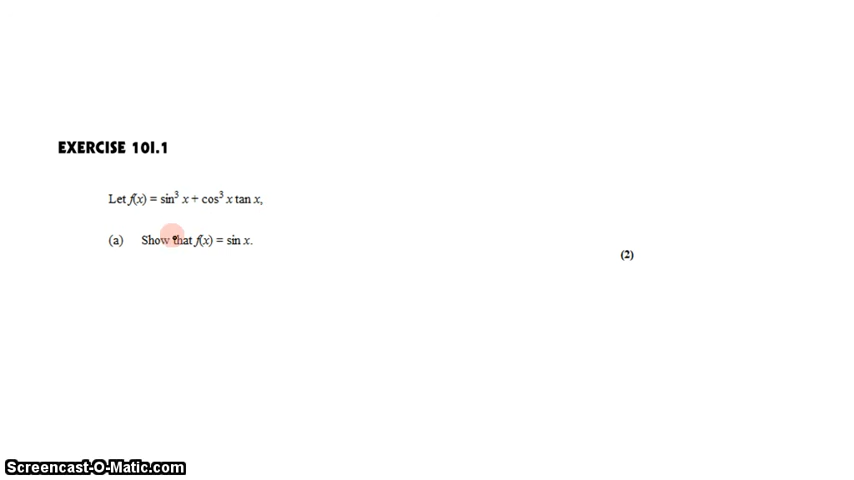 EXERCISE 10I.1
Let f(x) = sin³ x + cos³ x tan x,
(a) Show that f(x) = sin x.
(2)
Screencast-O-Matic.com